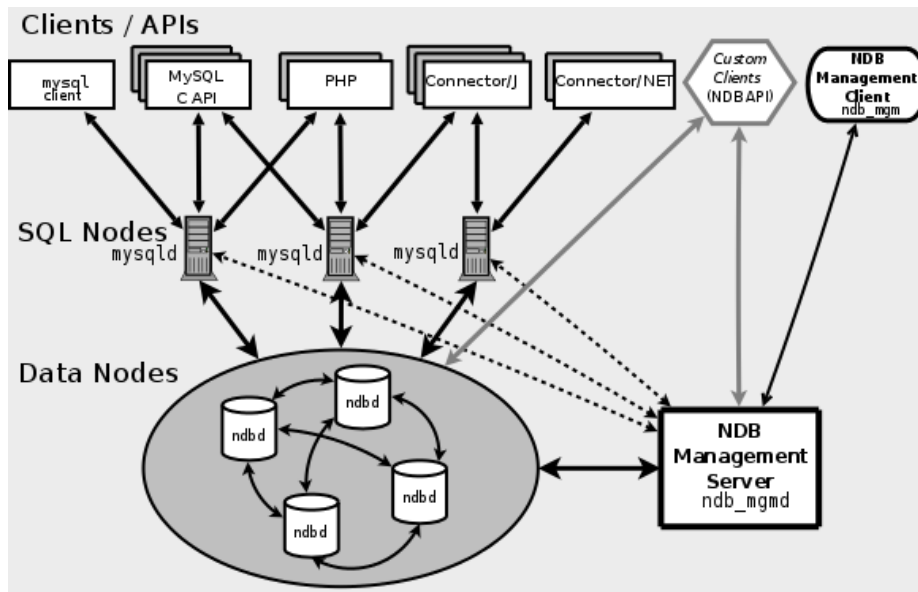 Clients / APIs
mysql
client
MySQL
C API
PHP
Connector/J
Connector/NET
Custom
Clients
(NDBAPI)
NDB
Management
Client
ndb_mgm
SQL Nodes
mysqld
mysqld
mysqld
Data Nodes
ndbd
ndbd
ndbd
ndbd
NDB
Management
Server
ndb_mgmd